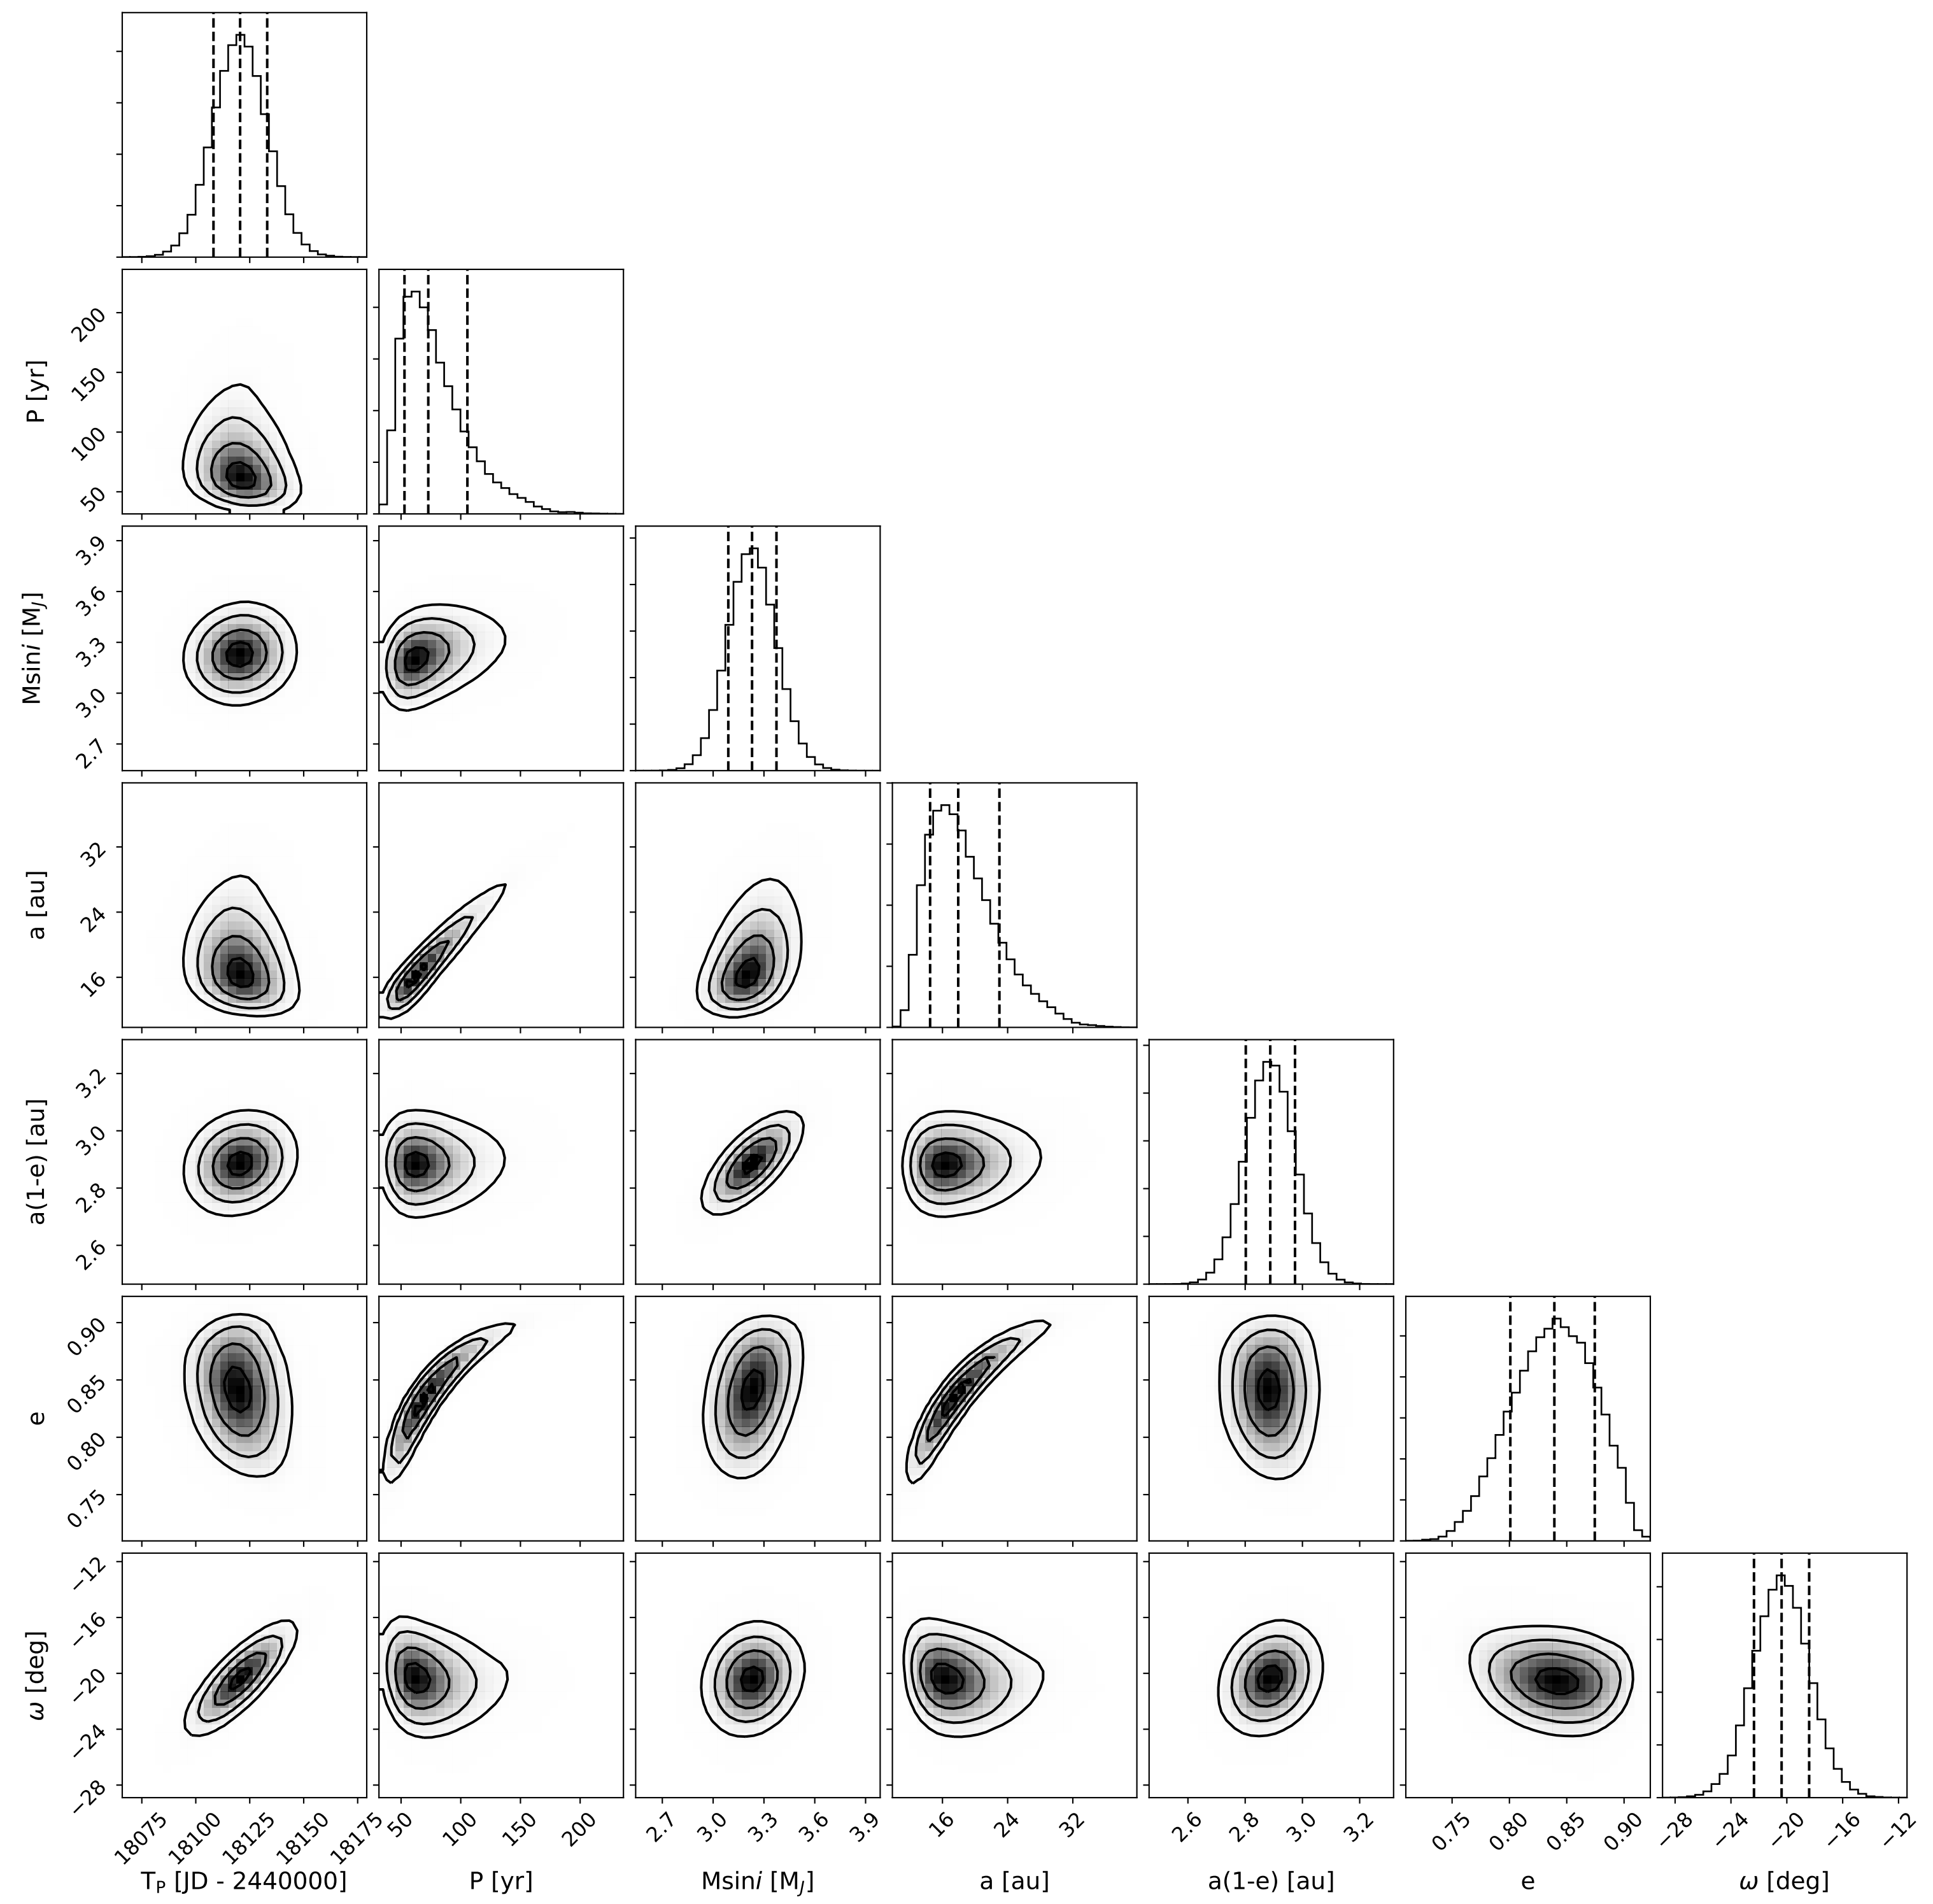 P [yr]
200
150
100
50
Msini [M_J]
3.9
3.6
3.3
3.0
2.7
a [au]
32
24
16
a(1-e) [au]
3.2
3.0
2.8
2.6
e
0.90
0.85
0.80
0.75
ω [deg]
−12
−16
−20
−24
−28
18075 18100 18125 18150 18175
50 100 150 200
2.7 3.0 3.3 3.6 3.9
16 24 32
2.6 2.8 3.0 3.2
0.75 0.80 0.85 0.90
−28 −24 −20 −16 −12
T_P [JD - 2440000]
P [yr]
Msini [M_J]
a [au]
a(1-e) [au]
e
ω [deg]